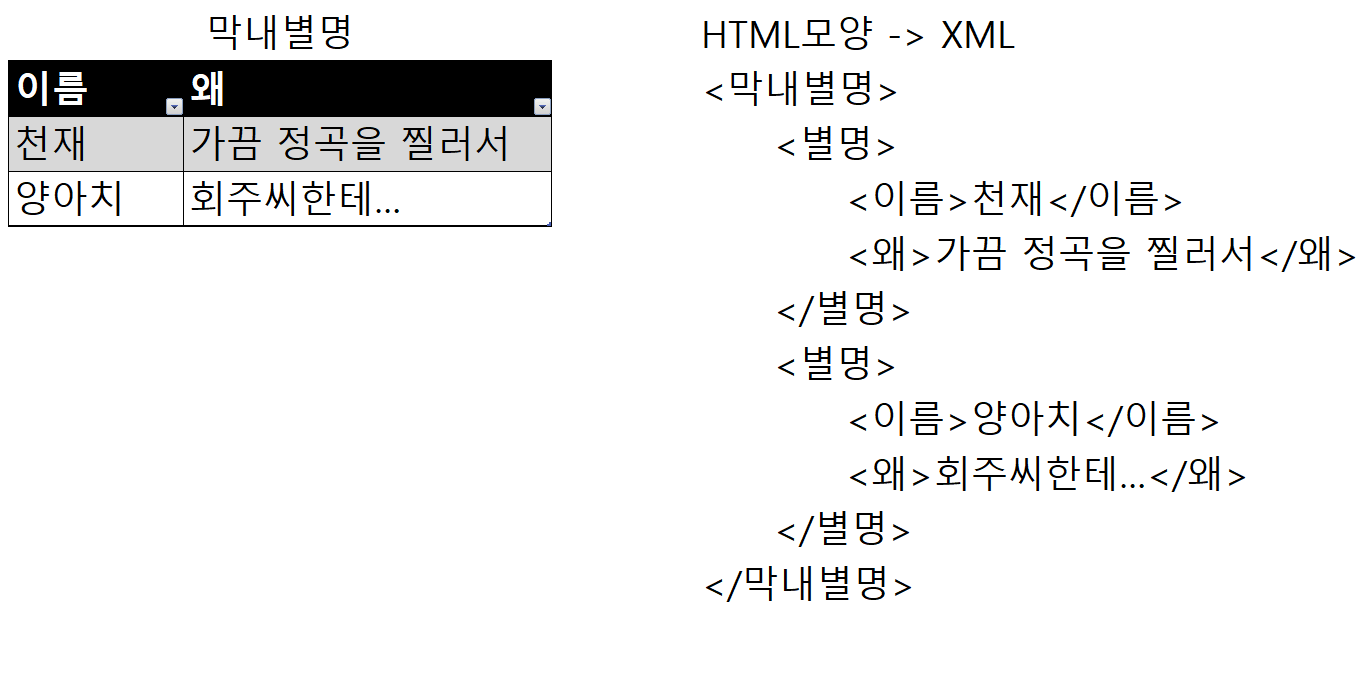 막내별명
이름 왜
천재 가끔 정곡을 찔러서
양아치 회주씨한테...
HTML모양 -> XML
<막내별명>
<별명>
<이름>천재</이름>
<왜>가끔 정곡을 찔러서</왜>
</별명>
<별명>
<이름>양아치</이름>
<왜>회주씨한테...</왜>
</별명>
</막내별명>